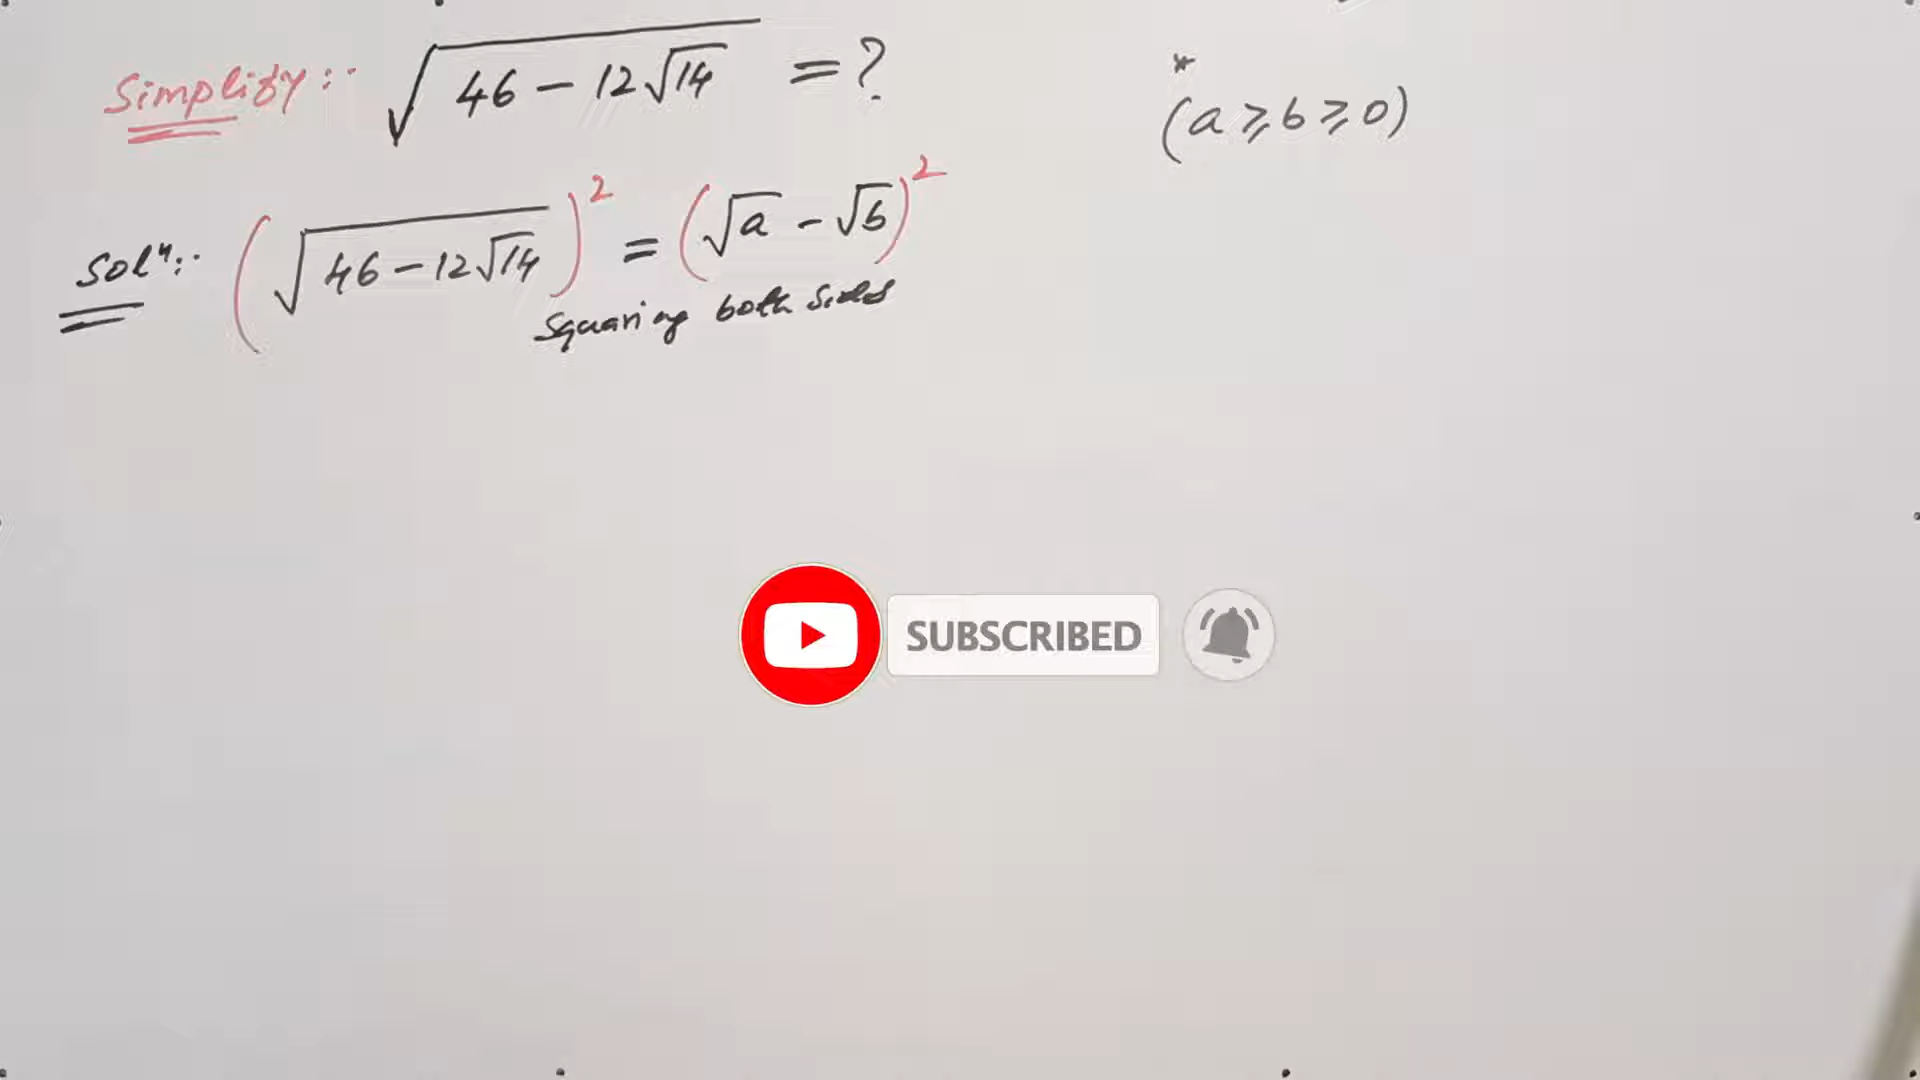 Simplify:- √(46 - 12√14) = ?
*
(a ⩾ b ⩾ 0)
Solⁿ:- (√(46 - 12√14))² = (√a - √b)²
Squaring both sides
SUBSCRIBED